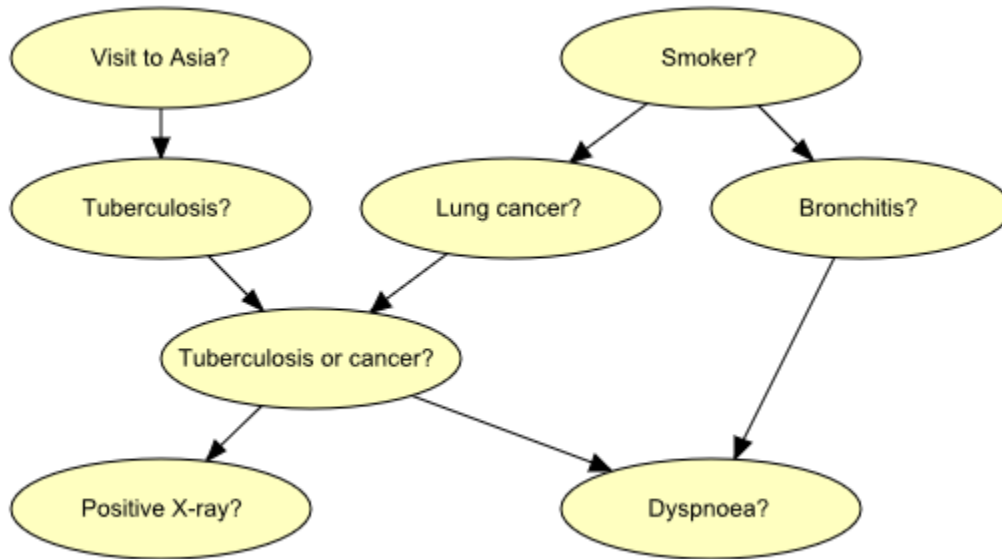 Visit to Asia?
Smoker?
Tuberculosis?
Lung cancer?
Bronchitis?
Tuberculosis or cancer?
Positive X-ray?
Dyspnoea?